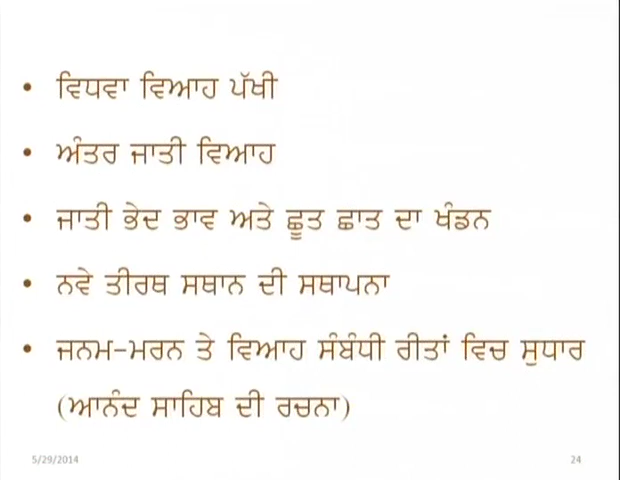 • ਵਿਧਵਾ ਵਿਆਹ ਪੱਖੀ
• ਅੰਤਰ ਜਾਤੀ ਵਿਆਹ
• ਜਾਤੀ ਭੇਦ ਭਾਵ ਅਤੇ ਛੂਤ ਛਾਤ ਦਾ ਖੰਡਨ
• ਨਵੇ ਤੀਰਥ ਸਥਾਨ ਦੀ ਸਥਾਪਨਾ
• ਜਨਮ-ਮਰਨ ਤੇ ਵਿਆਹ ਸੰਬੰਧੀ ਰੀਤਾਂ ਵਿਚ ਸੁਧਾਰ
(ਆਨੰਦ ਸਾਹਿਬ ਦੀ ਰਚਨਾ)
5/29/2014 24